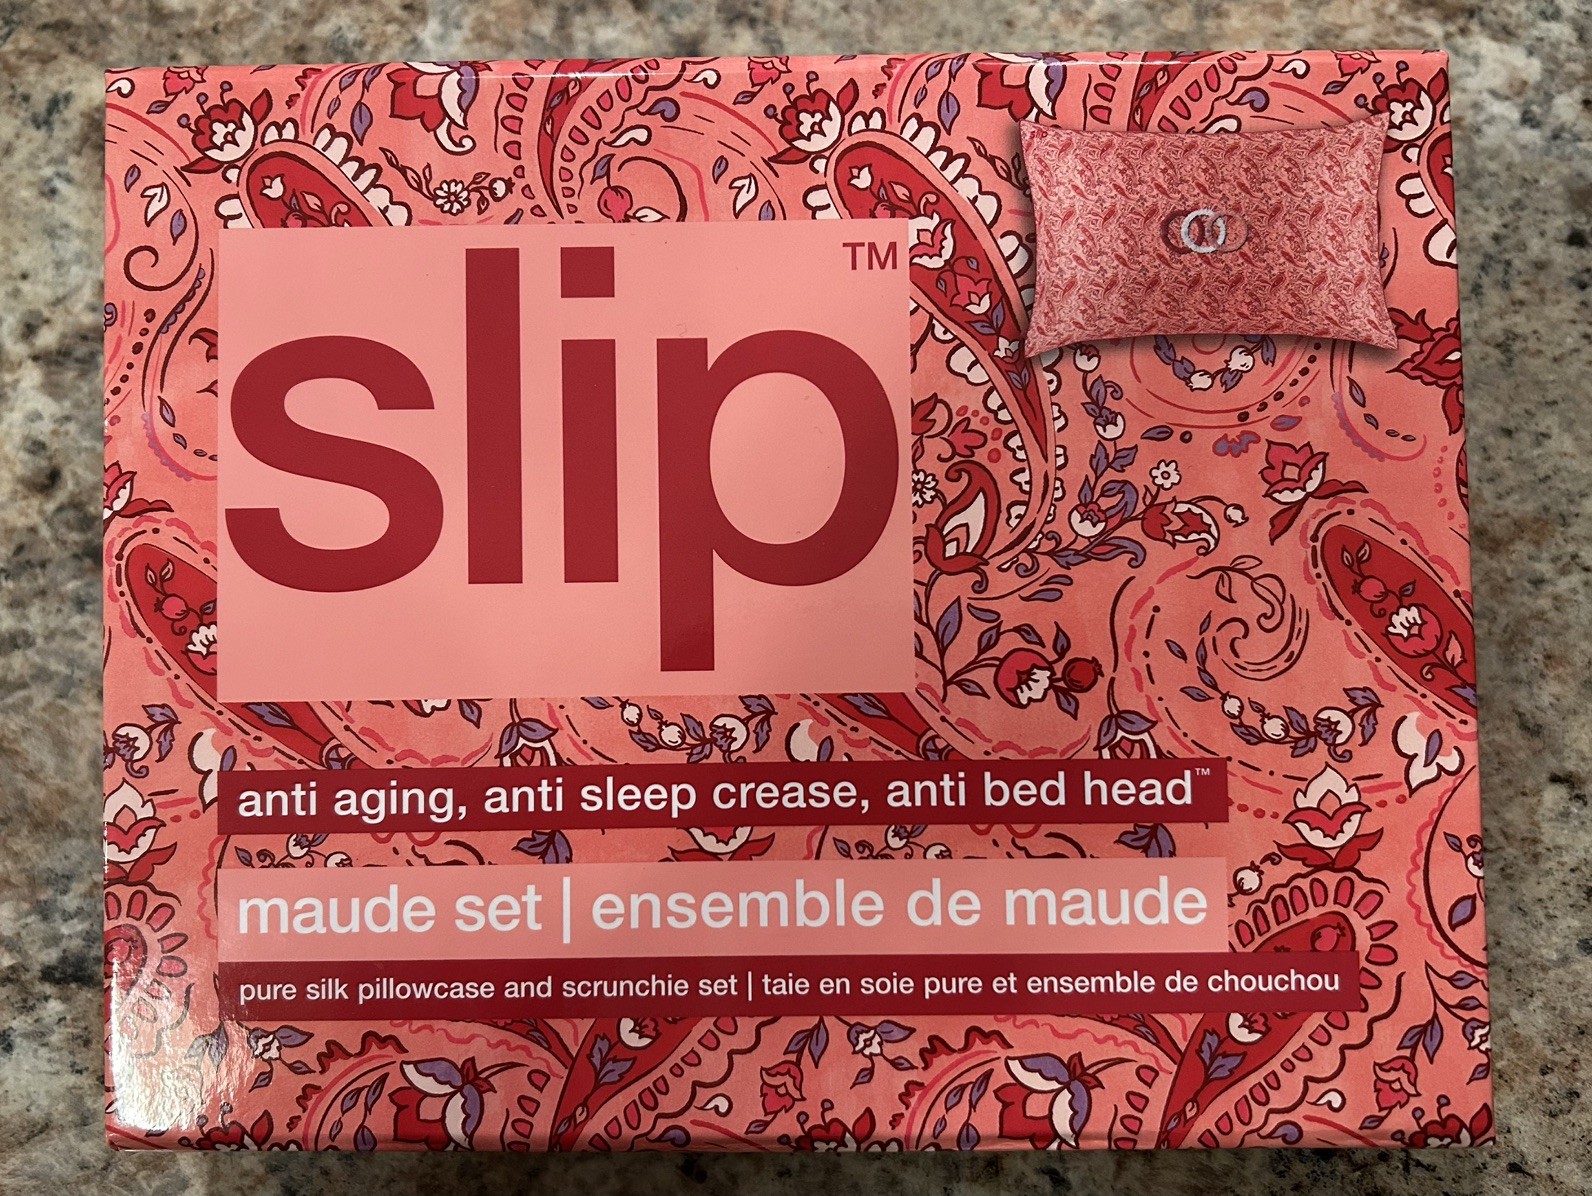 slip™
slip
anti aging, anti sleep crease, anti bed head™
maude set | ensemble de maude
pure silk pillowcase and scrunchie set | taie en soie pure et ensemble de chouchou